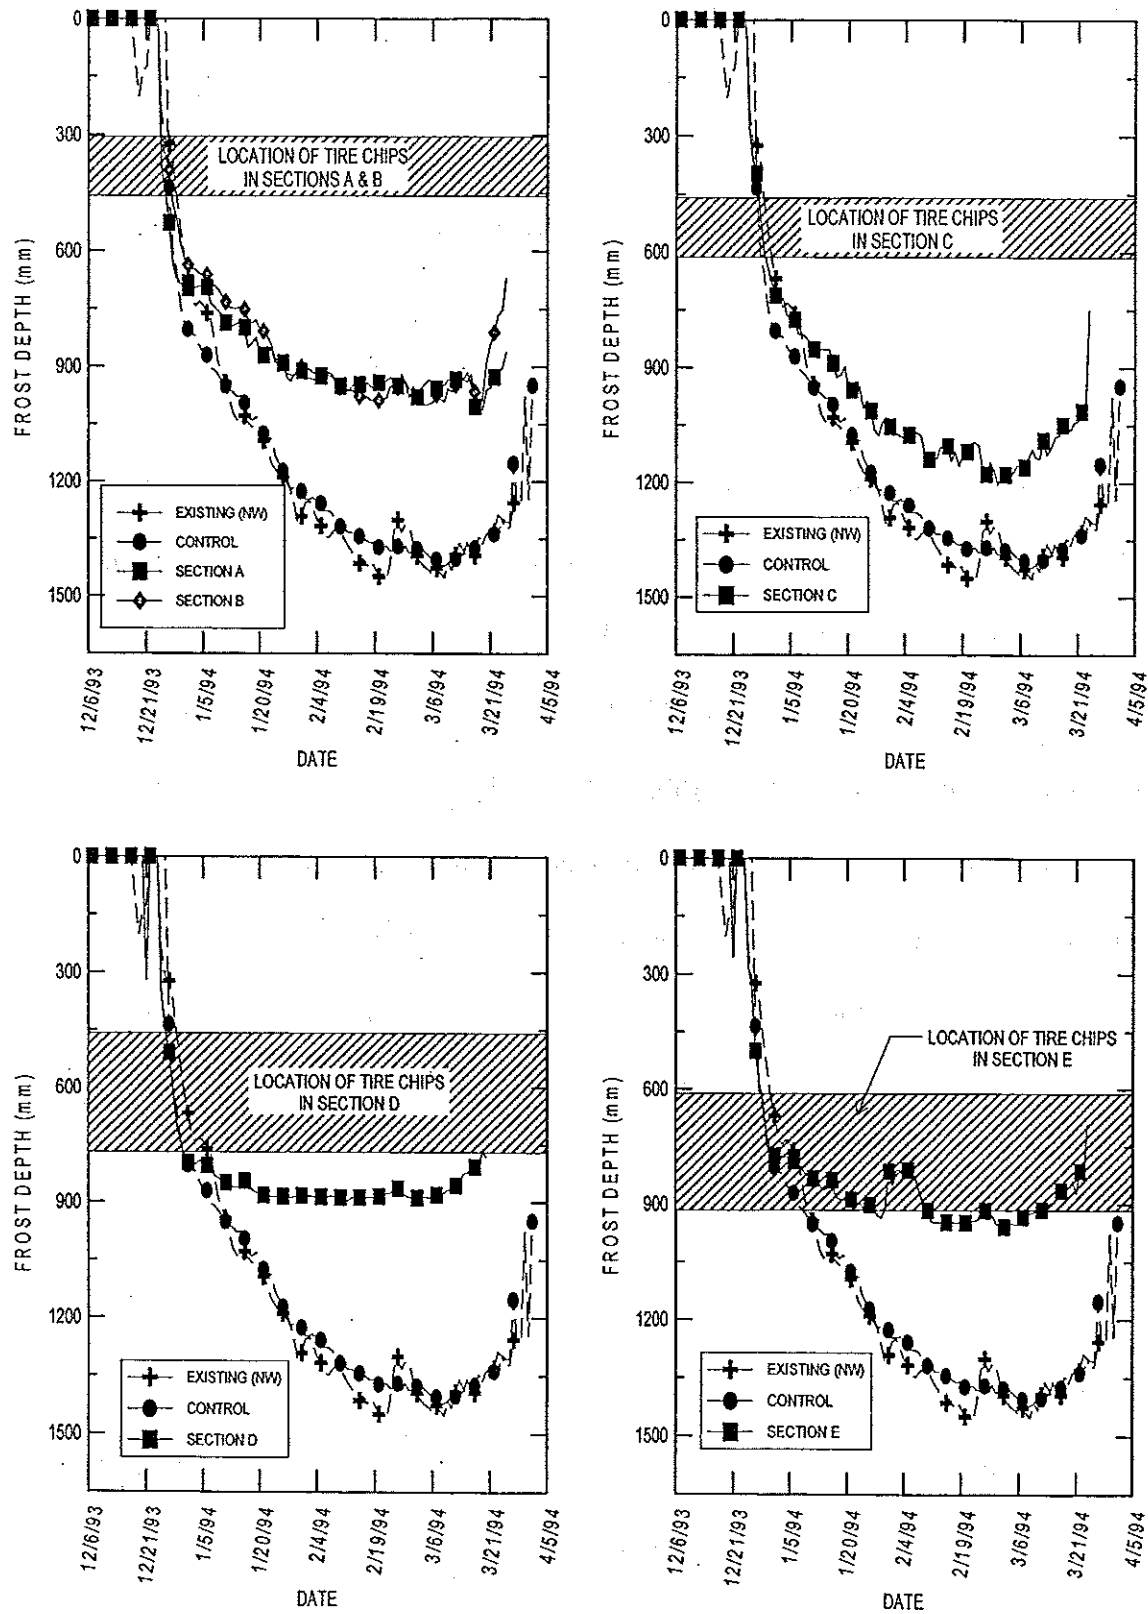 0
300
600
900
1200
1500
FROST DEPTH (mm)
LOCATION OF TIRE CHIPS
IN SECTIONS A & B
EXISTING (NW)
CONTROL
SECTION A
SECTION B
12/6/93
12/21/93
1/5/94
1/20/94
2/4/94
2/19/94
3/6/94
3/21/94
4/5/94
DATE
0
300
600
900
1200
1500
FROST DEPTH (mm)
LOCATION OF TIRE CHIPS
IN SECTION C
EXISTING (NW)
CONTROL
SECTION C
12/6/93
12/21/93
1/5/94
1/20/94
2/4/94
2/19/94
3/6/94
3/21/94
4/5/94
DATE
0
300
600
900
1200
1500
FROST DEPTH (mm)
LOCATION OF TIRE CHIPS
IN SECTION D
EXISTING (NW)
CONTROL
SECTION D
12/6/93
12/21/93
1/5/94
1/20/94
2/4/94
2/19/94
3/6/94
3/21/94
4/5/94
DATE
0
300
600
900
1200
1500
FROST DEPTH (mm)
LOCATION OF TIRE CHIPS
IN SECTION E
EXISTING (NW)
CONTROL
SECTION E
12/6/93
12/21/93
1/5/94
1/20/94
2/4/94
2/19/94
3/6/94
3/21/94
4/5/94
DATE